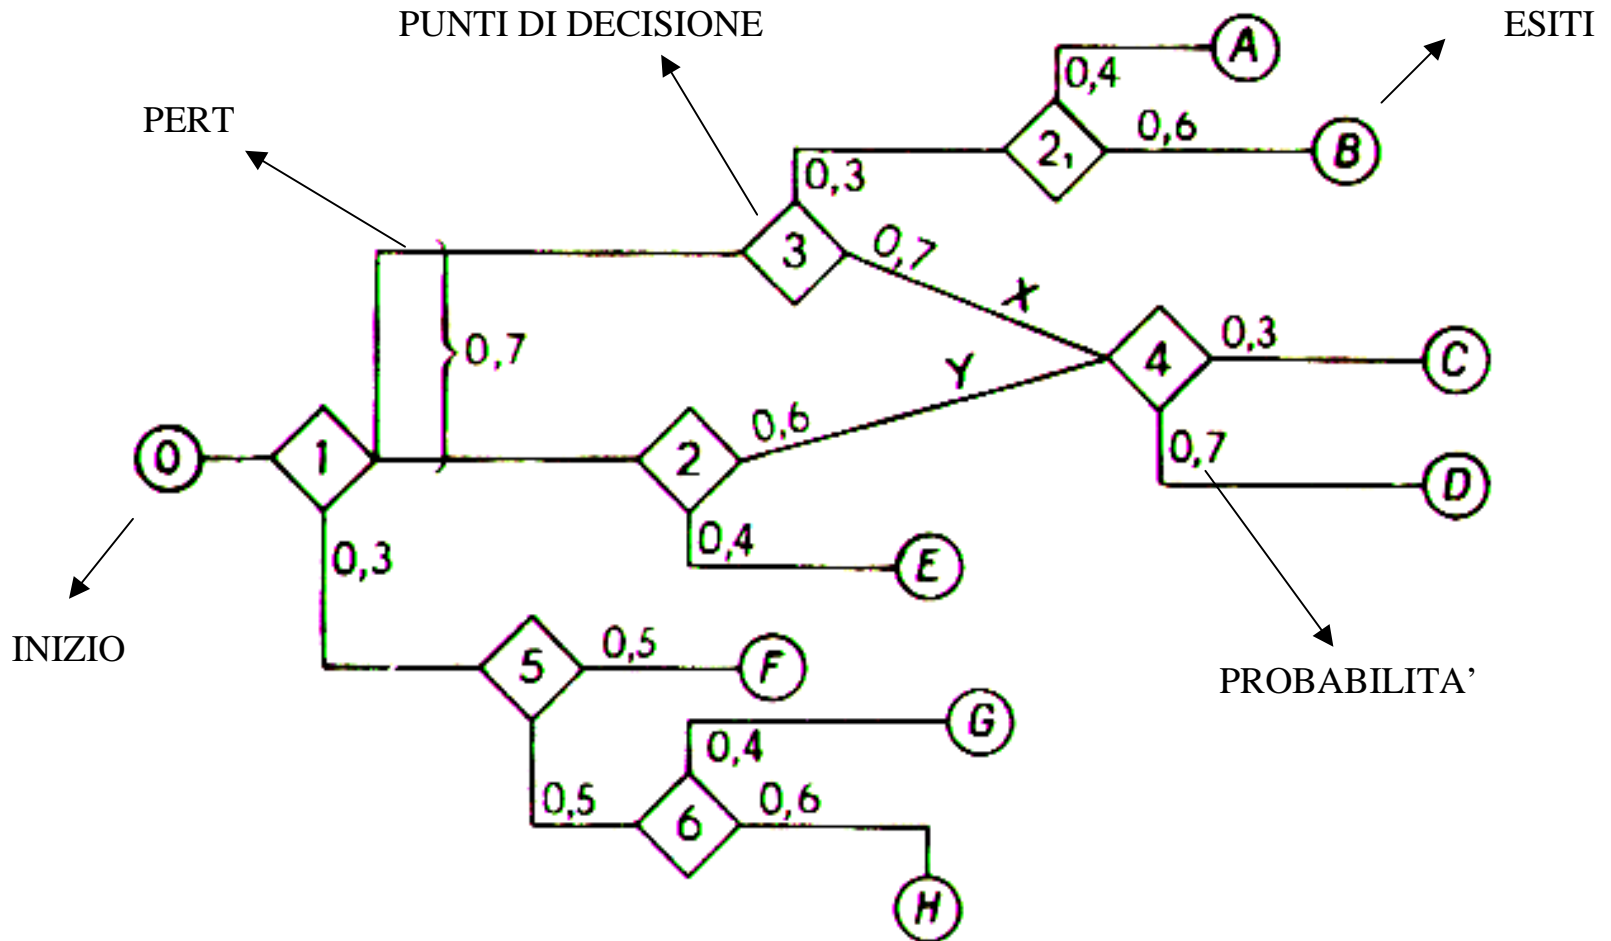 PUNTI DI DECISIONE
ESITI
PERT
A
0,4
2,
0,6
B
0,3
3
0,7
X
0,7
Y
4
0,3
C
0
1
2
0,6
0,7
D
0,3
0,4
E
INIZIO
5
0,5
F
PROBABILITA’
G
0,4
0,5
6
0,6
H